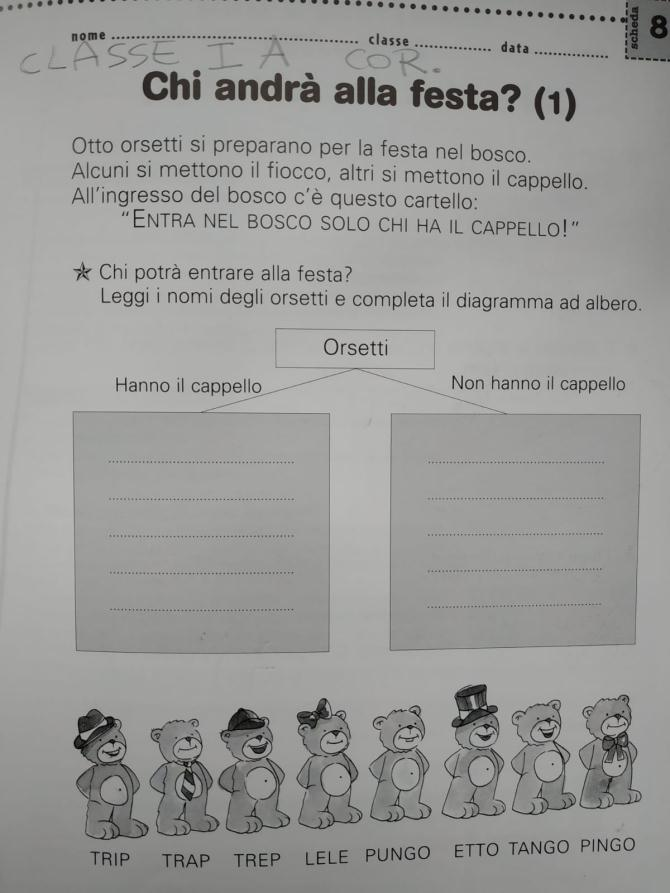 scheda 8
nome ........ classe ........ data ........
CLASSE I A COR.
Chi andrà alla festa? (1)
Otto orsetti si preparano per la festa nel bosco.
Alcuni si mettono il fiocco, altri si mettono il cappello.
All'ingresso del bosco c'è questo cartello:
"ENTRA NEL BOSCO SOLO CHI HA IL CAPPELLO!"
Chi potrà entrare alla festa?
Leggi i nomi degli orsetti e completa il diagramma ad albero.
Orsetti
Hanno il cappello Non hanno il cappello
TRIP TRAP TREP LELE PUNGO ETTO TANGO PINGO